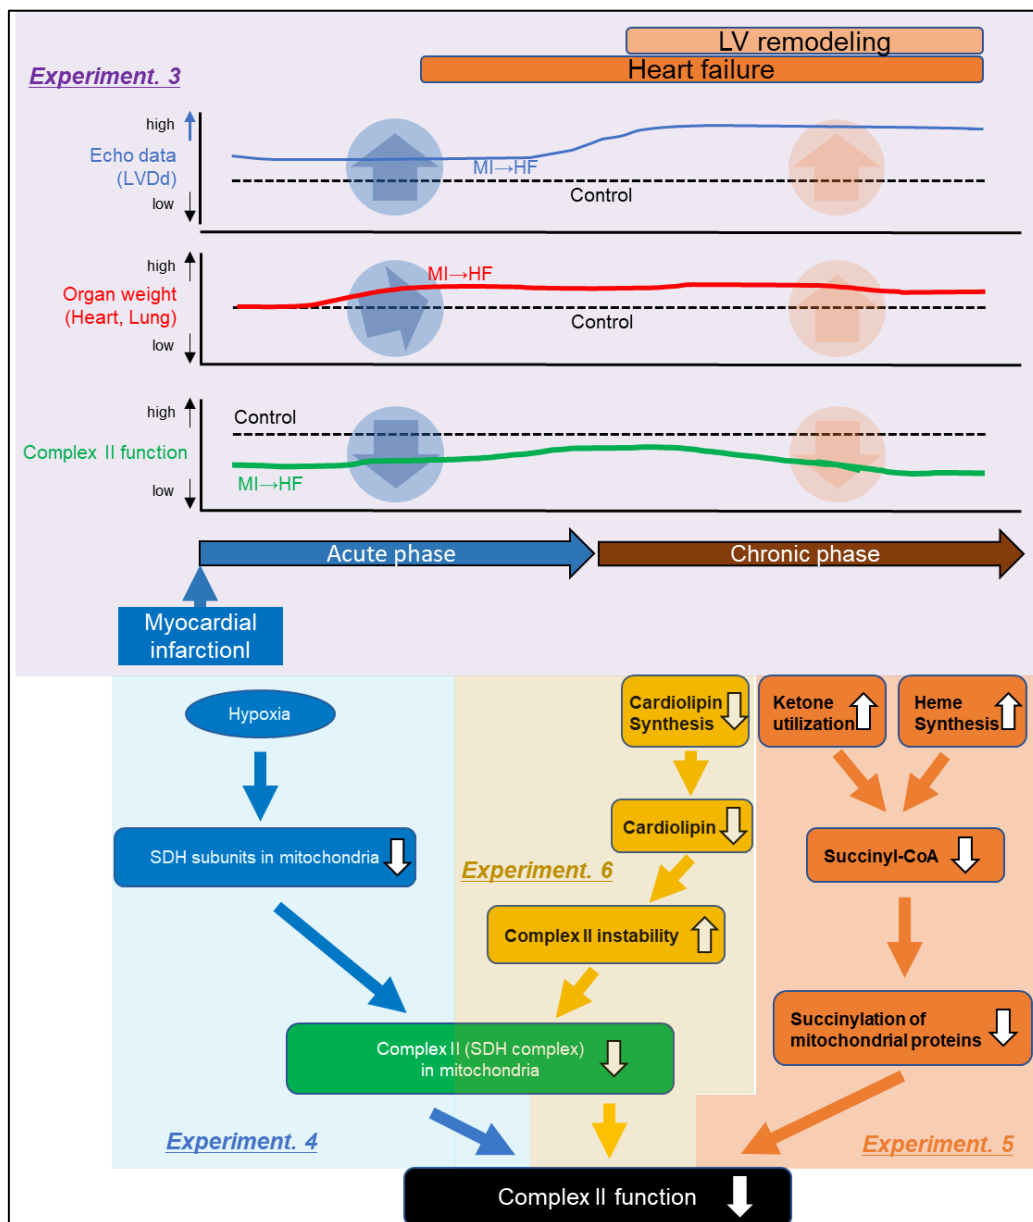 LV remodeling
Heart failure
Experiment. 3
high
Echo data
(LVDd)
low
MI→HF
Control
high
Organ weight
(Heart, Lung)
low
MI→HF
Control
high
Control
Complex II function
low
MI→HF
Acute phase
Chronic phase
Myocardial
infarctionl
Hypoxia
Cardiolipin
Synthesis
Ketone
utilization
Heme
Synthesis
SDH subunits in mitochondria
Cardiolipin
Succinyl-CoA
Experiment. 6
Complex II instability
Succinylation of
mitochondrial proteins
Complex II (SDH complex)
in mitochondria
Experiment. 4
Experiment. 5
Complex II function